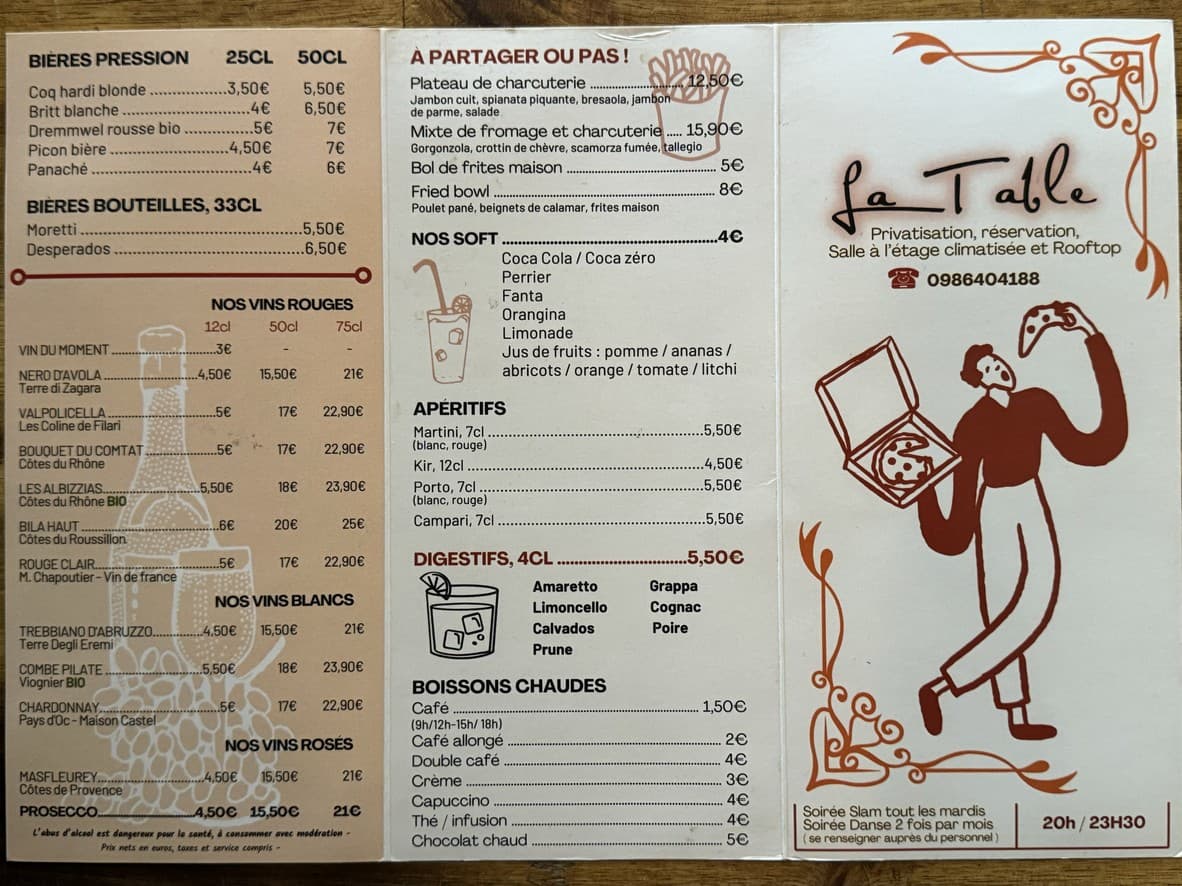 BIÈRES PRESSION 25CL 50CL
Coq hardi blonde ..............3,50€ 5,50€
Britt blanche .......................4€ 6,50€
Dremmwel rousse bio .............5€ 7€
Picon bière ......................4,50€ 7€
Panaché .............................4€ 6€
BIÈRES BOUTEILLES, 33CL
Moretti .........................................5,50€
Desperados ...................................6,50€
NOS VINS ROUGES
12cl 50cl 75cl
VIN DU MOMENT ....................3€ - -
NERO D'AVOLA ..................4,50€ 15,50€ 21€
Terre di Zagara
VALPOLICELLA .....................5€ 17€ 22,90€
Les Coline de Filari
BOUQUET DU COMTAT..............5€ 17€ 22,90€
Côtes du Rhône
LES ALBIZZIAS..................5,50€ 18€ 23,90€
Côtes du Rhône BIO
BILA HAUT ..........................6€ 20€ 25€
Côtes du Roussillon
ROUGE CLAIR........................5€ 17€ 22,90€
M. Chapoutier - Vin de france
NOS VINS BLANCS
TREBBIANO D'ABRUZZO............4,50€ 15,50€ 21€
Terre Degli Eremi
COMBE PILATE ..................5,50€ 18€ 23,90€
Viognier BIO
CHARDONNAY.......................5€ 17€ 22,90€
Pays d'Oc - Maison Castel
NOS VINS ROSÉS
MASFLEUREY.....................4,50€ 15,50€ 21€
Côtes de Provence
PROSECCO...................4,50€ 15,50€ 21€
L'abus d'alcool est dangereux pour la santé, à consommer avec modération -
Prix nets en euros, taxes et service compris -
À PARTAGER OU PAS !
Plateau de charcuterie ......................... 12,50€
Jambon cuit, spianata piquante, bresaola, jambon
de parme, salade
Mixte de fromage et charcuterie ..... 15,90€
Gorgonzola, crottin de chèvre, scamorza fumée, tallegio
Bol de frites maison ........................................ 5€
Fried bowl ........................................................ 8€
Poulet pané, beignets de calamar, frites maison
NOS SOFT ..................................................4€
Coca Cola / Coca zéro
Perrier
Fanta
Orangina
Limonade
Jus de fruits : pomme / ananas /
abricots / orange / tomate / litchi
APÉRITIFS
Martini, 7cl .............................................5,50€
(blanc, rouge)
Kir, 12cl .................................................4,50€
Porto, 7cl ..............................................5,50€
(blanc, rouge)
Campari, 7cl ..........................................5,50€
DIGESTIFS, 4CL .............................5,50€
Amaretto Grappa
Limoncello Cognac
Calvados Poire
Prune
BOISSONS CHAUDES
Café ...................................................... 1,50€
(9h/12h-15h/ 18h)
Café allongé ................................................ 2€
Double café ................................................. 4€
Crème .......................................................... 3€
Capuccino ................................................... 4€
Thé / infusion .............................................. 4€
Chocolat chaud .......................................... 5€
La Table
Privatisation, réservation,
Salle à l'étage climatisée et Rooftop
0986404188
Soirée Slam tout les mardis
Soirée Danse 2 fois par mois
( se renseigner auprès du personnel )
20h / 23H30